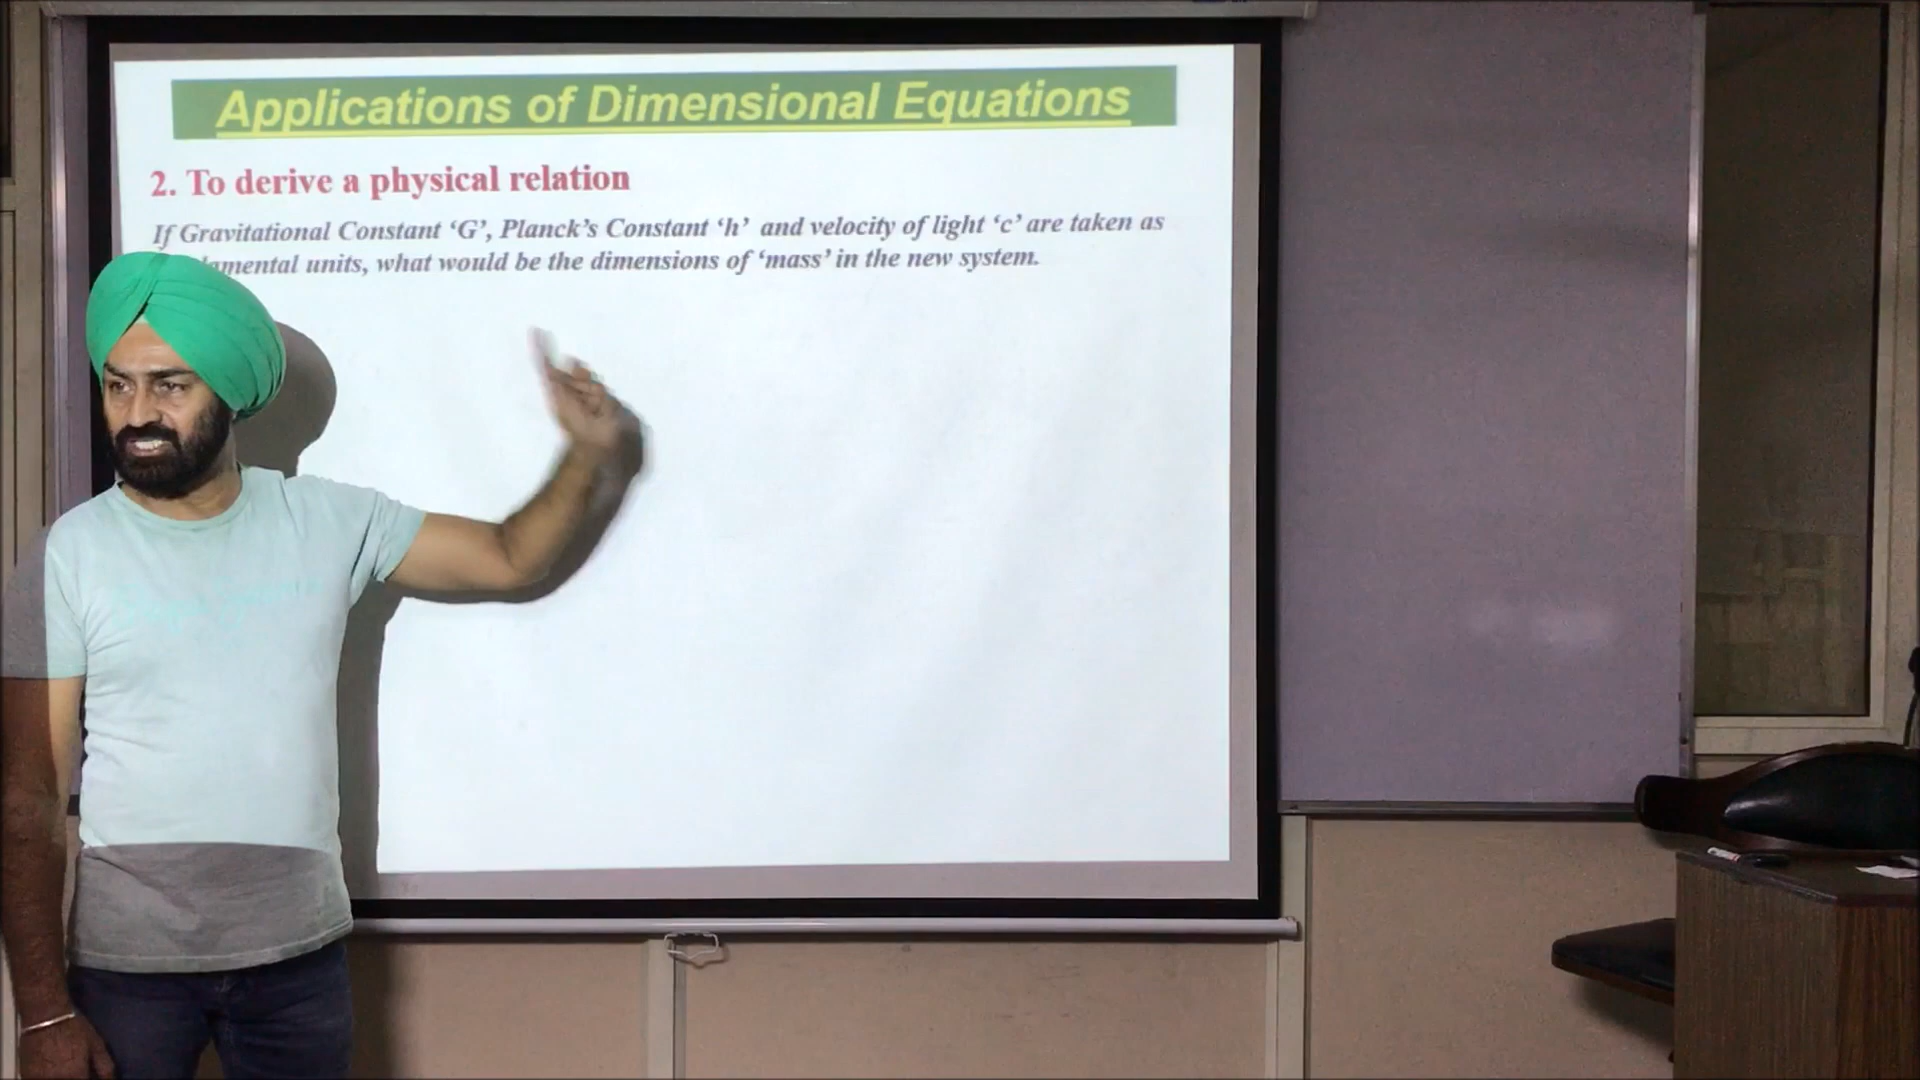 Applications of Dimensional Equations
2. To derive a physical relation
If Gravitational Constant ‘G’, Planck’s Constant ‘h’ and velocity of light ‘c’ are taken as
units, what would be the dimensions of ‘mass’ in the new system.